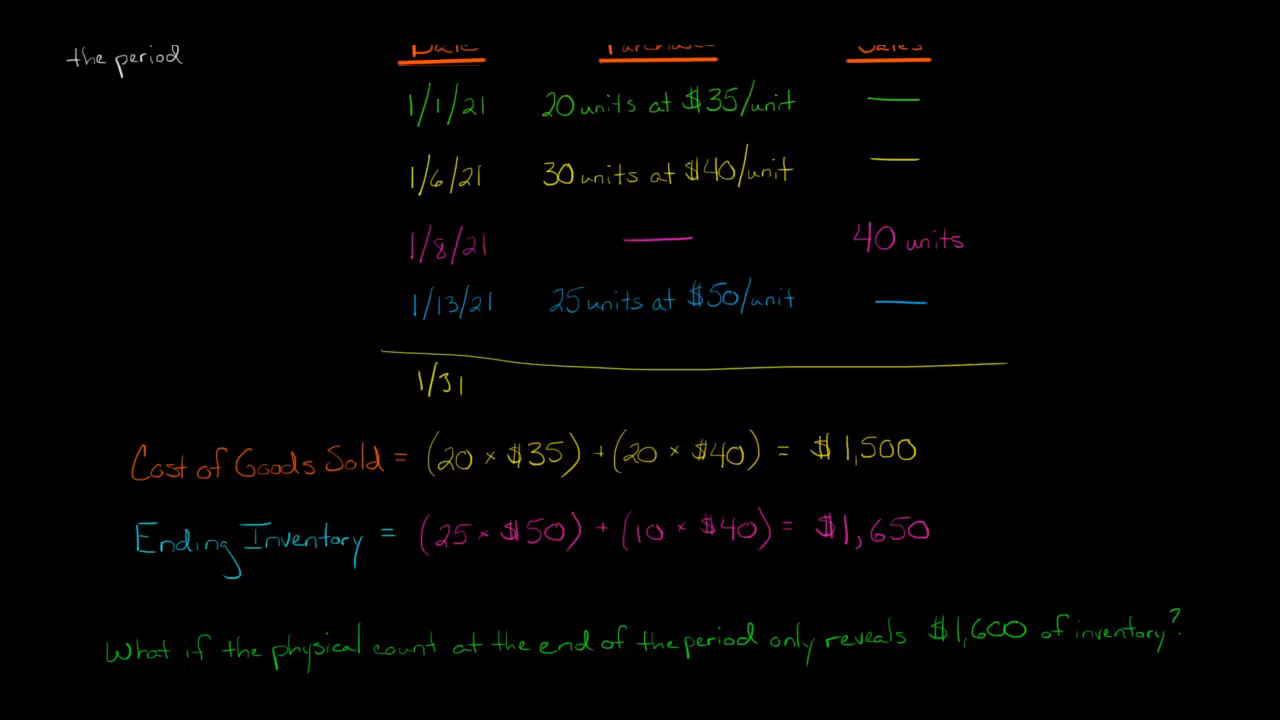 the period
Date Purchases Sales
1/1/21 20 units at $35/unit —
1/6/21 30 units at $40/unit —
1/8/21 — 40 units
1/13/21 25 units at $50/unit —
1/31
Cost of Goods Sold = (20 × $35) + (20 × $40) = $1,500
Ending Inventory = (25 × $50) + (10 × $40) = $1,650
What if the physical count at the end of the period only reveals $1,600 of inventory?